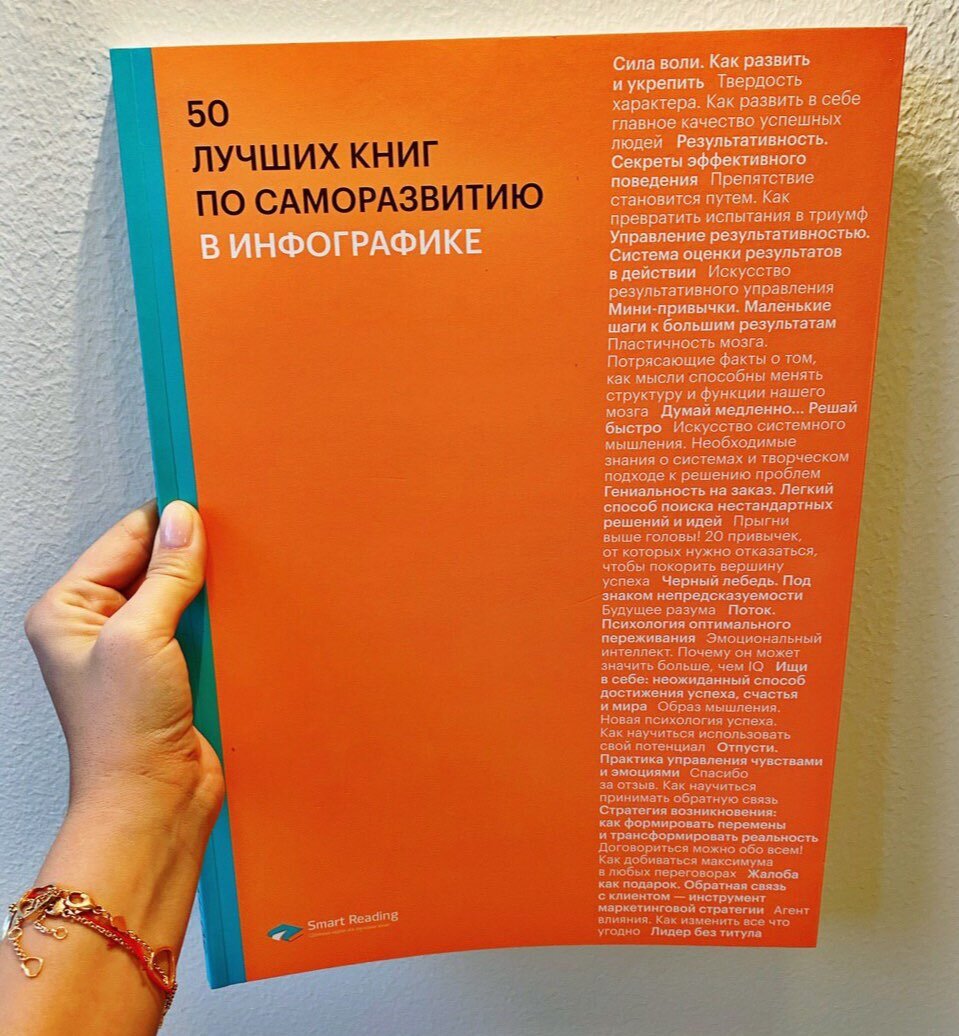 50
ЛУЧШИХ КНИГ
ПО САМОРАЗВИТИЮ
В ИНФОГРАФИКЕ
Сила воли. Как развить
и укрепить Твердость
характера. Как развить в себе
главное качество успешных
людей Результативность.
Секреты эффективного
поведения Препятствие
становится путем. Как
превратить испытания в триумф
Управление результативностью.
Система оценки результатов
в действии Искусство
результативного управления
Мини-привычки. Маленькие
шаги к большим результатам
Пластичность мозга.
Потрясающие факты о том,
как мысли способны менять
структуру и функции нашего
мозга Думай медленно... Решай
быстро Искусство системного
мышления. Необходимые
знания о системах и творческом
подходе к решению проблем
Гениальность на заказ. Легкий
способ поиска нестандартных
решений и идей Прыгни
выше головы! 20 привычек,
от которых нужно отказаться,
чтобы покорить вершину
успеха Черный лебедь. Под
знаком непредсказуемости
Будущее разума Поток.
Психология оптимального
переживания Эмоциональный
интеллект. Почему он может
значить больше, чем IQ Ищи
в себе: неожиданный способ
достижения успеха, счастья
и мира Образ мышления.
Новая психология успеха.
Как научиться использовать
свой потенциал Отпусти.
Практика управления чувствами
и эмоциями Спасибо
за отзыв. Как научиться
принимать обратную связь
Стратегия возникновения:
как формировать перемены
и трансформировать реальность
Договориться можно обо всем!
Как добиваться максимума
в любых переговорах Жалоба
как подарок. Обратная связь
с клиентом — инструмент
маркетинговой стратегии Агент
влияния. Как изменить все что
угодно Лидер без титула
Smart Reading